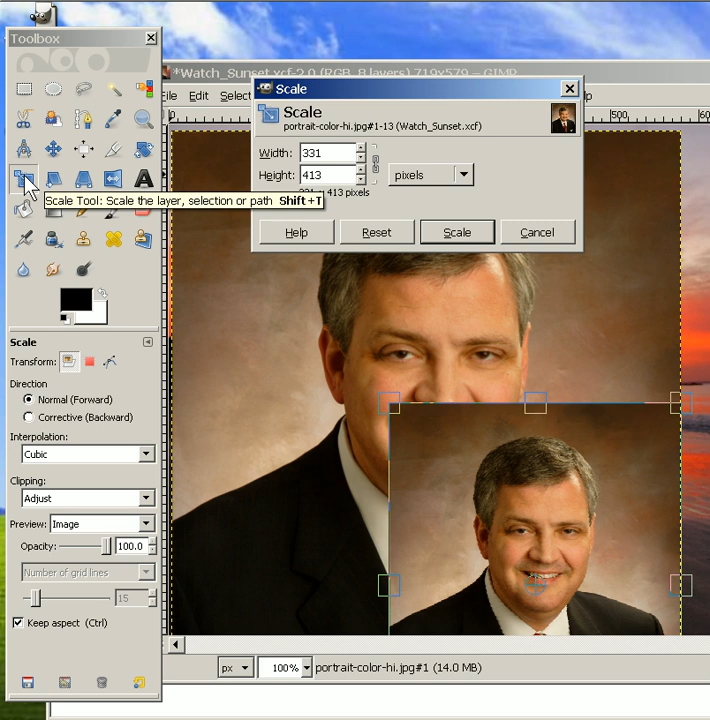 Toolbox
*Watch_Sunset.xcf-2.0 (RGB, 8 layers) 719x579 – GIMP
File Edit Select
Scale
Scale
portrait-color-hi.jpg#1-13 (Watch_Sunset.xcf)
500
Width: 331
Height: 413
pixels
413 pixels
Scale Tool: Scale the layer, selection or path Shift+T
Help Reset Scale Cancel
Scale
Transform:
Direction
Normal (Forward)
Corrective (Backward)
Interpolation:
Cubic
Clipping:
Adjust
Preview: Image
Opacity: 100.0
Number of grid lines
15
Keep aspect (Ctrl)
px 100% portrait-color-hi.jpg#1 (14.0 MB)